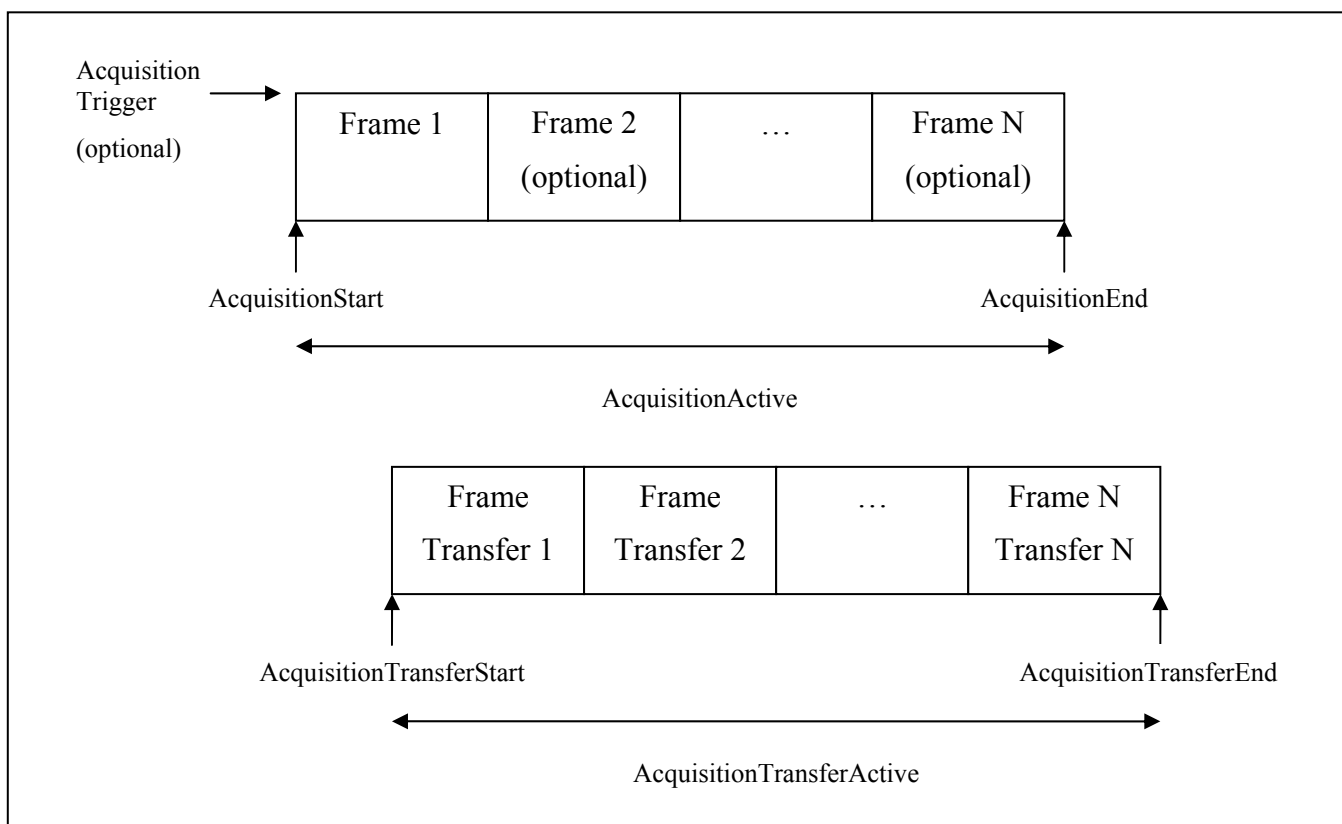 Acquisition
Trigger
(optional)
Frame 1
Frame 2
(optional)
…
Frame N
(optional)
AcquisitionStart
AcquisitionEnd
AcquisitionActive
Frame
Transfer 1
Frame
Transfer 2
…
Frame N
Transfer N
AcquisitionTransferStart
AcquisitionTransferEnd
AcquisitionTransferActive